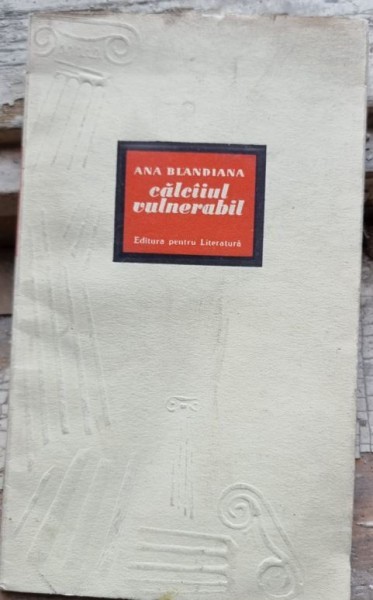 ANA BLANDIANA
călcîiul
vulnerabil
Editura pentru Literatură